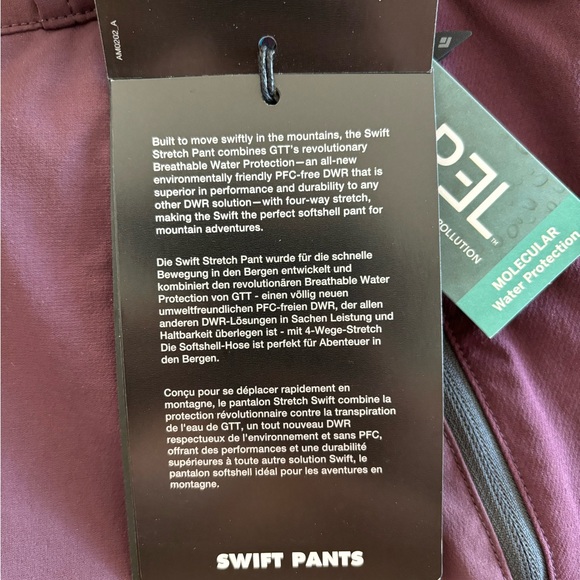 AM0202_A
Built to move swiftly in the mountains, the Swift
Stretch Pant combines GTT's revolutionary
Breathable Water Protection—an all-new
environmentally friendly PFC-free DWR that is
superior in performance and durability to any
other DWR solution—with four-way stretch,
making the Swift the perfect softshell pant for
mountain adventures.
Die Swift Stretch Pant wurde für die schnelle
Bewegung in den Bergen entwickelt und
kombiniert den revolutionären Breathable Water
Protection von GTT - einen völlig neuen
umweltfreundlichen PFC-freien DWR, der allen
anderen DWR-Lösungen in Sachen Leistung und
Haltbarkeit überlegen ist - mit 4-Wege-Stretch
Die Softshell-Hose ist perfekt für Abenteuer in
den Bergen.
Conçu pour se déplacer rapidement en
montagne, le pantalon Stretch Swift combine la
protection révolutionnaire contre la transpiration
de l'eau de GTT, un tout nouveau DWR
respectueux de l'environnement et sans PFC,
offrant des performances et une durabilité
supérieures à toute autre solution Swift, le
pantalon softshell idéal pour les aventures en
montagne.
SWIFT PANTS
POLLUTION
MOLECULAR
Water Protection